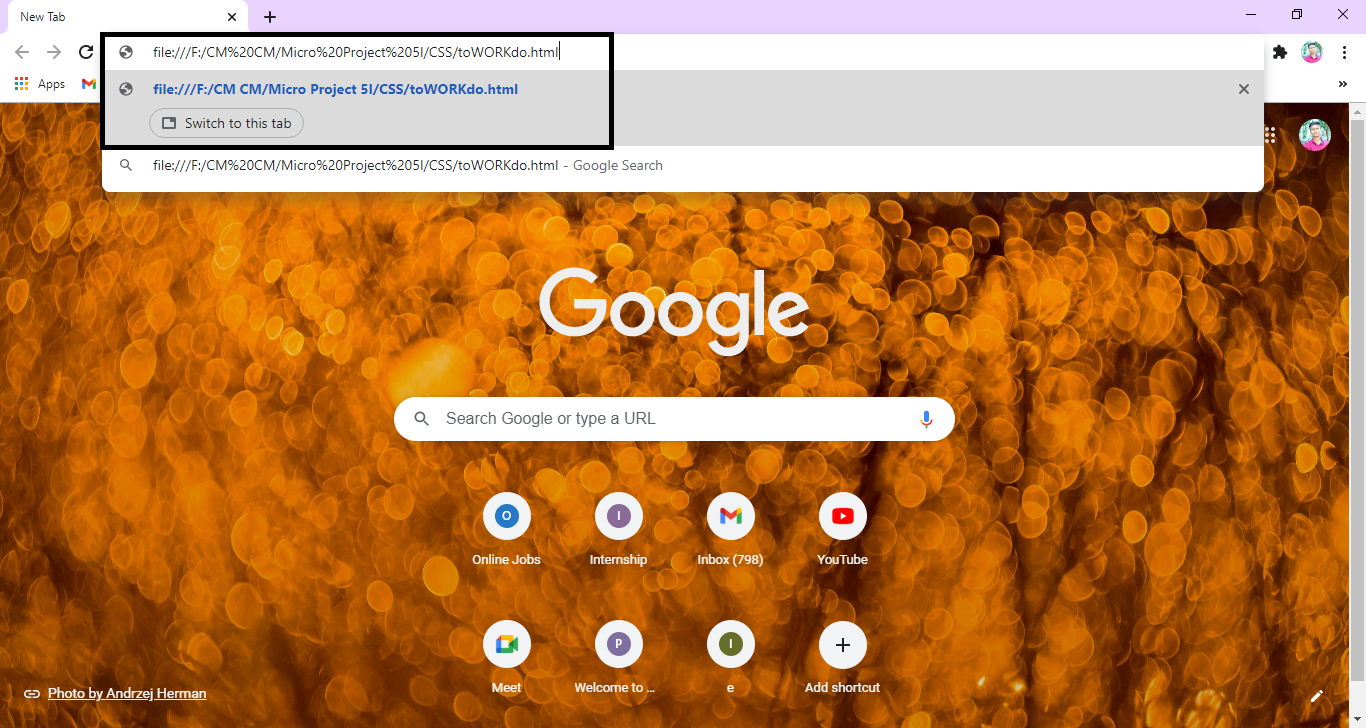 New Tab
file:///F:/CM%20CM/Micro%20Project%205I/CSS/toWORKdo.html
Apps
file:///F:/CM CM/Micro Project 5I/CSS/toWORKdo.html
Switch to this tab
file:///F:/CM%20CM/Micro%20Project%205I/CSS/toWORKdo.html - Google Search
Google
Search Google or type a URL
O
I
Online Jobs
Internship
Inbox (798)
YouTube
P
I
Meet
Welcome to ...
e
Add shortcut
Photo by Andrzej Herman